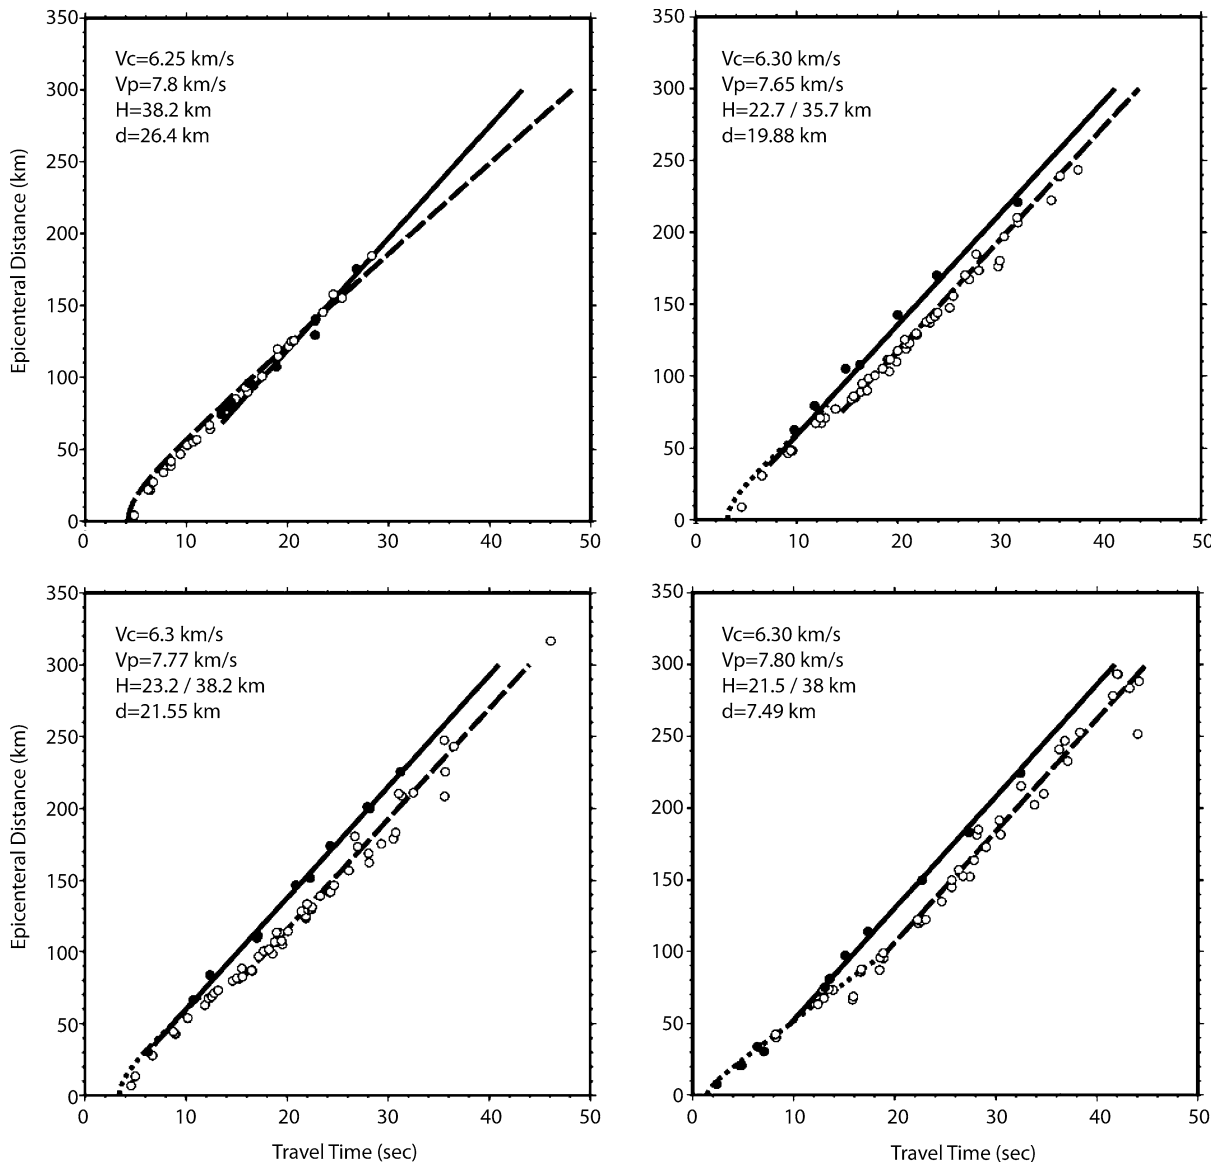 350
300
250
200
150
100
50
0
Epicenteral Distance (km)
Vc=6.25 km/s
Vp=7.8 km/s
H=38.2 km
d=26.4 km
0 10 20 30 40 50
350
300
250
200
150
100
50
0
Vc=6.30 km/s
Vp=7.65 km/s
H=22.7 / 35.7 km
d=19.88 km
0 10 20 30 40 50
350
300
250
200
150
100
50
0
Epicenteral Distance (km)
Vc=6.3 km/s
Vp=7.77 km/s
H=23.2 / 38.2 km
d=21.55 km
0 10 20 30 40 50
Travel Time (sec)
350
300
250
200
150
100
50
0
Vc=6.30 km/s
Vp=7.80 km/s
H=21.5 / 38 km
d=7.49 km
0 10 20 30 40 50
Travel Time (sec)